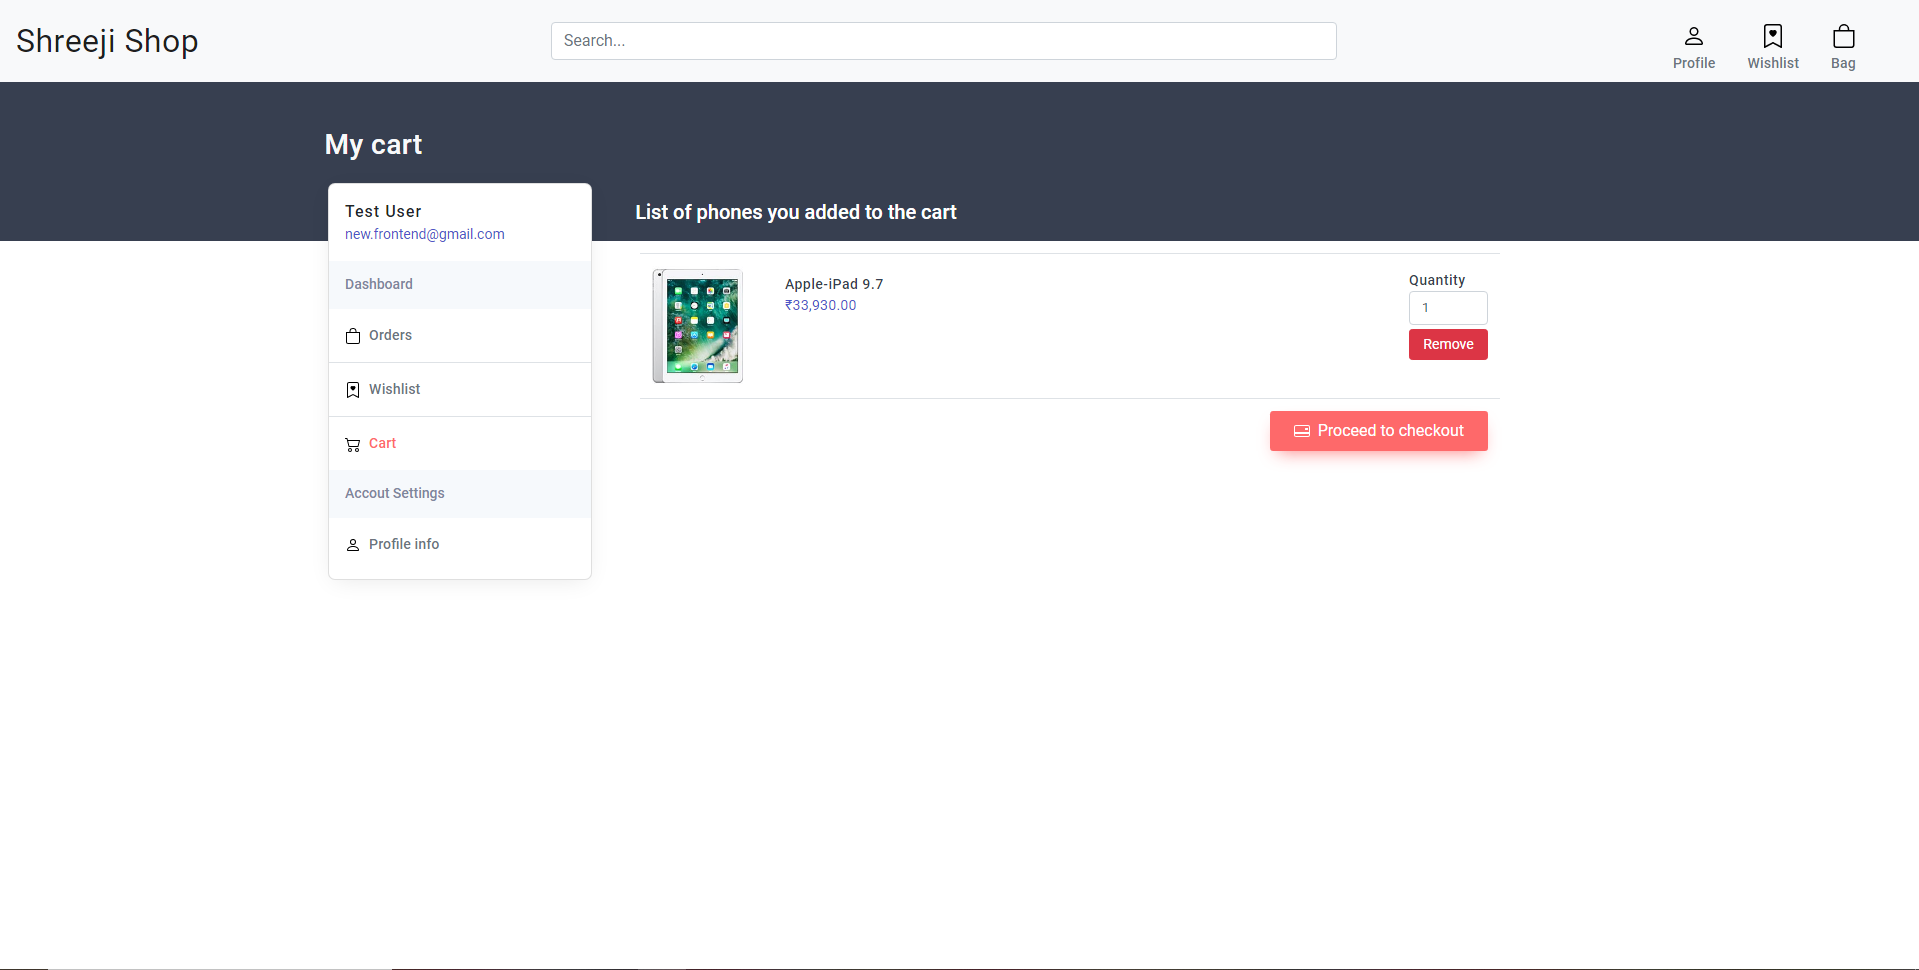 Shreeji Shop
Search...
Profile
Wishlist
Bag
My cart
Test User
new.frontend@gmail.com
Dashboard
Orders
Wishlist
Cart
Accout Settings
Profile info
List of phones you added to the cart
Apple-iPad 9.7
₹33,930.00
Quantity
1
Remove
Proceed to checkout